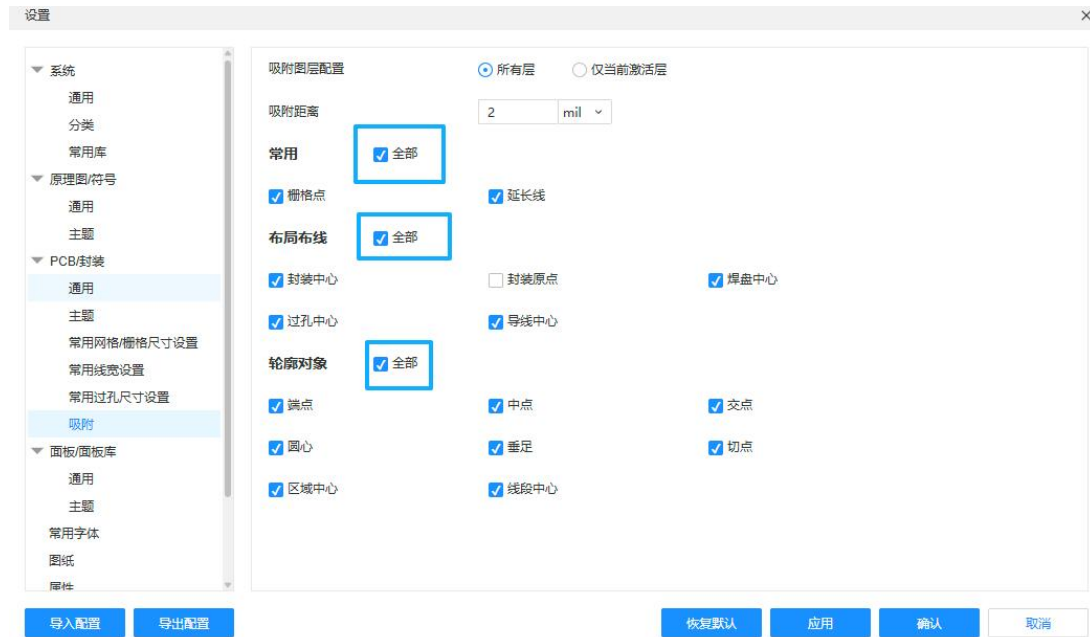 设置
系统
通用
分类
常用库
原理图/符号
通用
主题
PCB/封装
通用
主题
常用网格/栅格尺寸设置
常用线宽设置
常用过孔尺寸设置
吸附
面板/面板库
通用
主题
常用字体
图纸
属性
吸附图层配置 所有层 仅当前激活层
吸附距离 2 mil
常用 全部
栅格点 延长线
布局布线 全部
封装中心 封装原点 焊盘中心
过孔中心 导线中心
轮廓对象 全部
端点 中点 交点
圆心 垂足 切点
区域中心 线段中心
导入配置 导出配置 恢复默认 应用 确认 取消